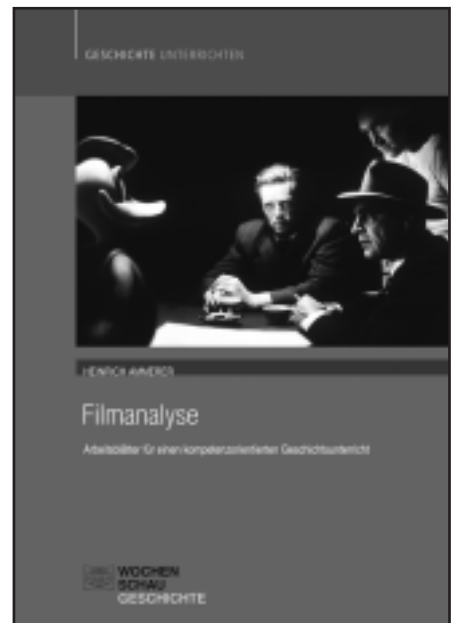 GESCHICHTE UNTERRICHTEN
HEINRICH AMMERER
Filmanalyse
Arbeitsblätter für einen kompetenzorientierten Geschichtsunterricht
WOCHEN
SCHAU
GESCHICHTE